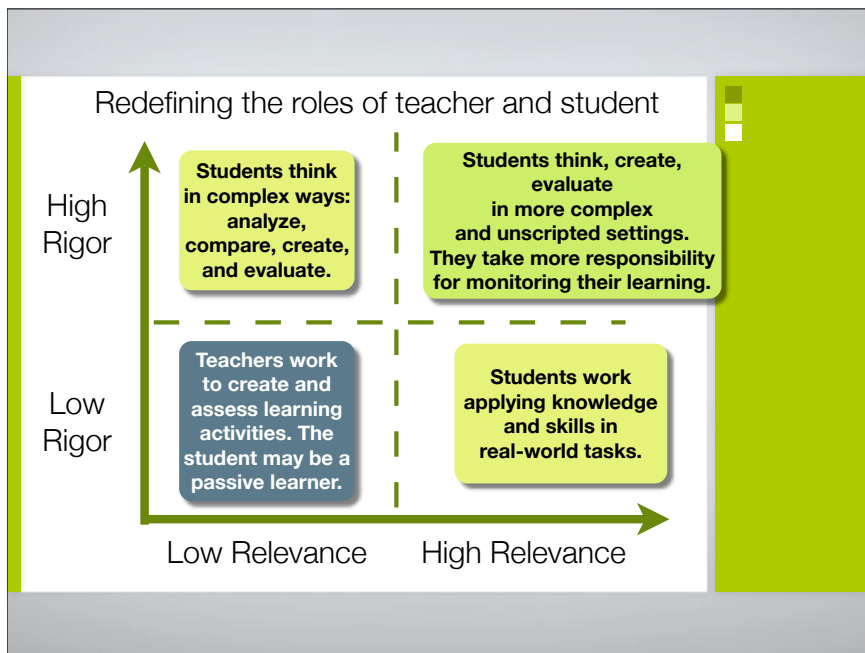 Redefining the roles of teacher and student
High
Rigor
Students think
in complex ways:
analyze,
compare, create,
and evaluate.
Students think, create,
evaluate
in more complex
and unscripted settings.
They take more responsibility
for monitoring their learning.
Low
Rigor
Teachers work
to create and
assess learning
activities. The
student may be a
passive learner.
Students work
applying knowledge
and skills in
real-world tasks.
Low Relevance
High Relevance